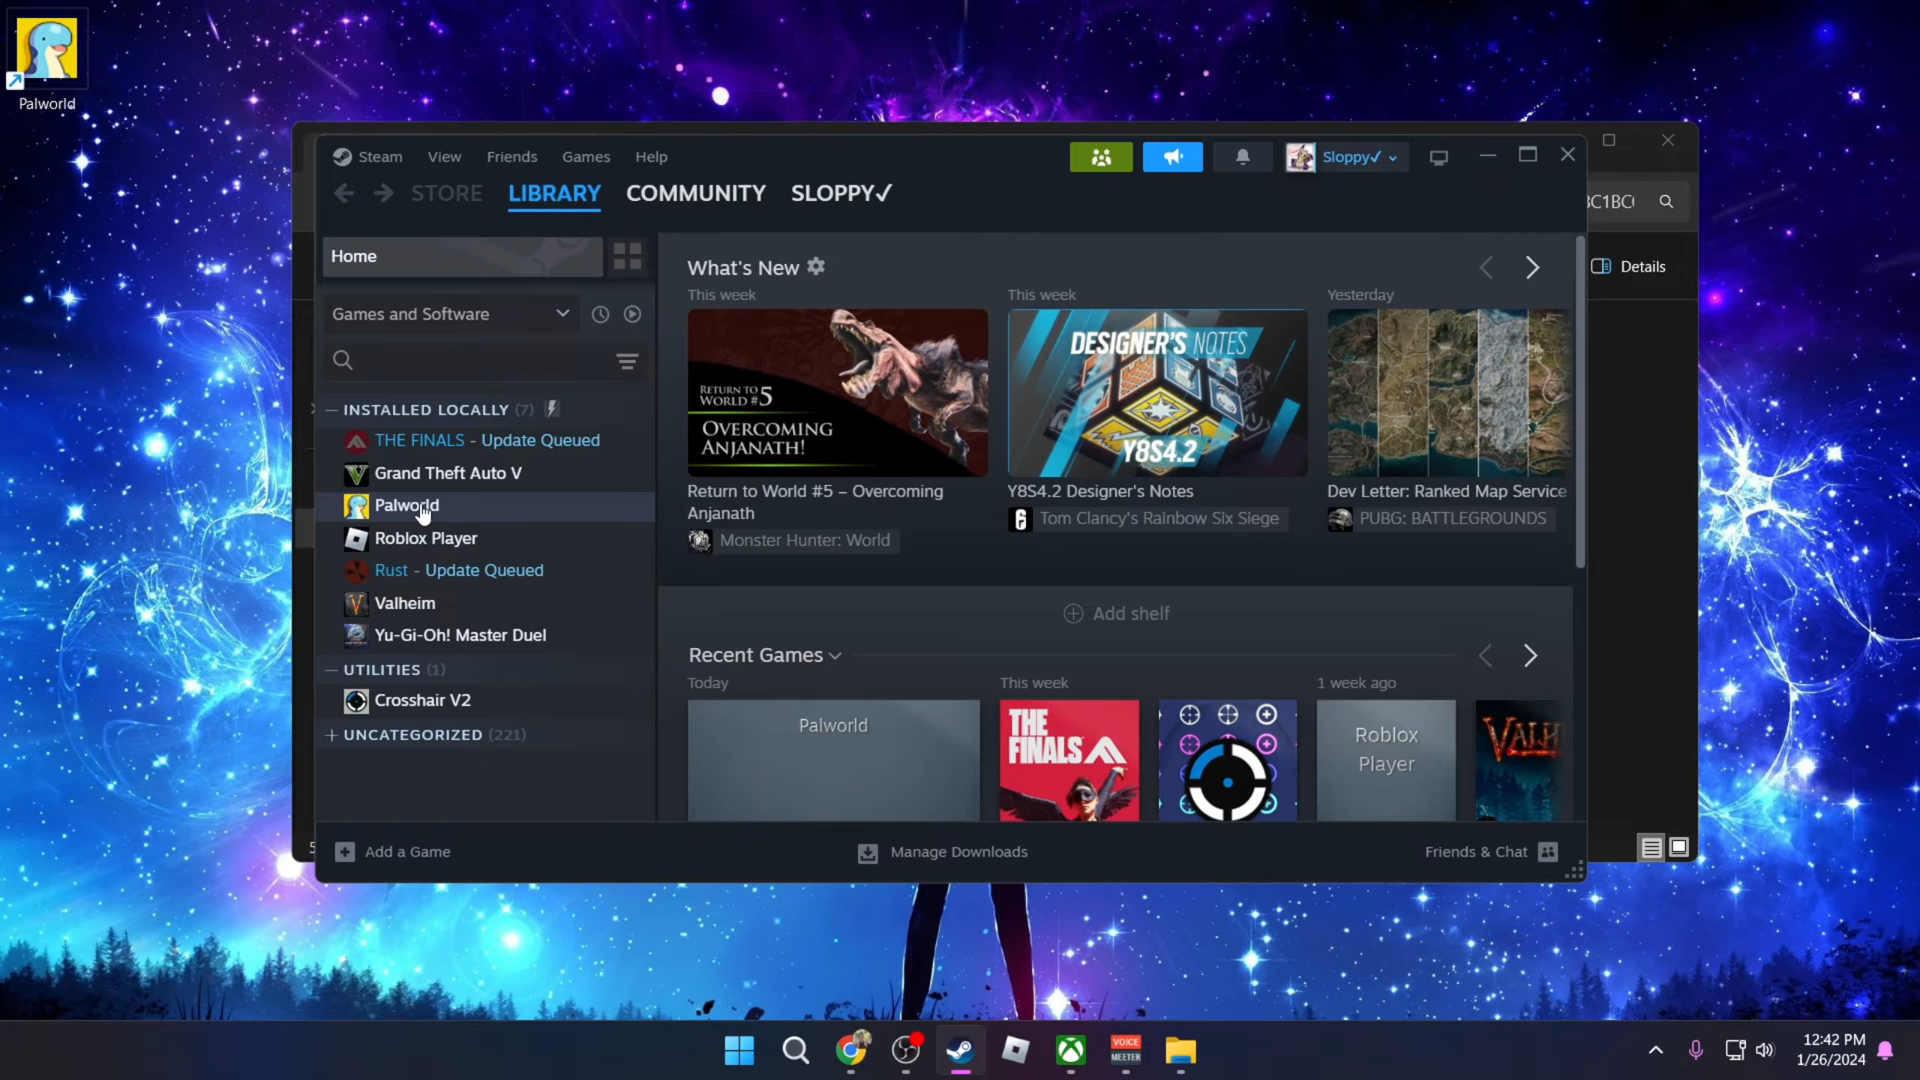 Palworld
Steam View Friends Games Help
Sloppy✓
STORE LIBRARY COMMUNITY SLOPPY✓
Home
Games and Software
INSTALLED LOCALLY (7)
THE FINALS - Update Queued
Grand Theft Auto V
Palworld
Roblox Player
Rust - Update Queued
Valheim
Yu-Gi-Oh! Master Duel
UTILITIES (1)
Crosshair V2
UNCATEGORIZED (221)
What's New
This week
RETURN TO
WORLD #5
OVERCOMING
ANJANATH!
Return to World #5 – Overcoming
Anjanath
Monster Hunter: World
This week
DESIGNER'S NOTES
Y8S4.2
Y8S4.2 Designer's Notes
Tom Clancy's Rainbow Six Siege
Yesterday
Dev Letter: Ranked Map Service
PUBG: BATTLEGROUNDS
Add shelf
Recent Games
Today
Palworld
This week
THE
FINALS
1 week ago
Roblox
Player
VALH
Add a Game
Manage Downloads
Friends & Chat
Details
VOICE
MEETER
12:42 PM
1/26/2024